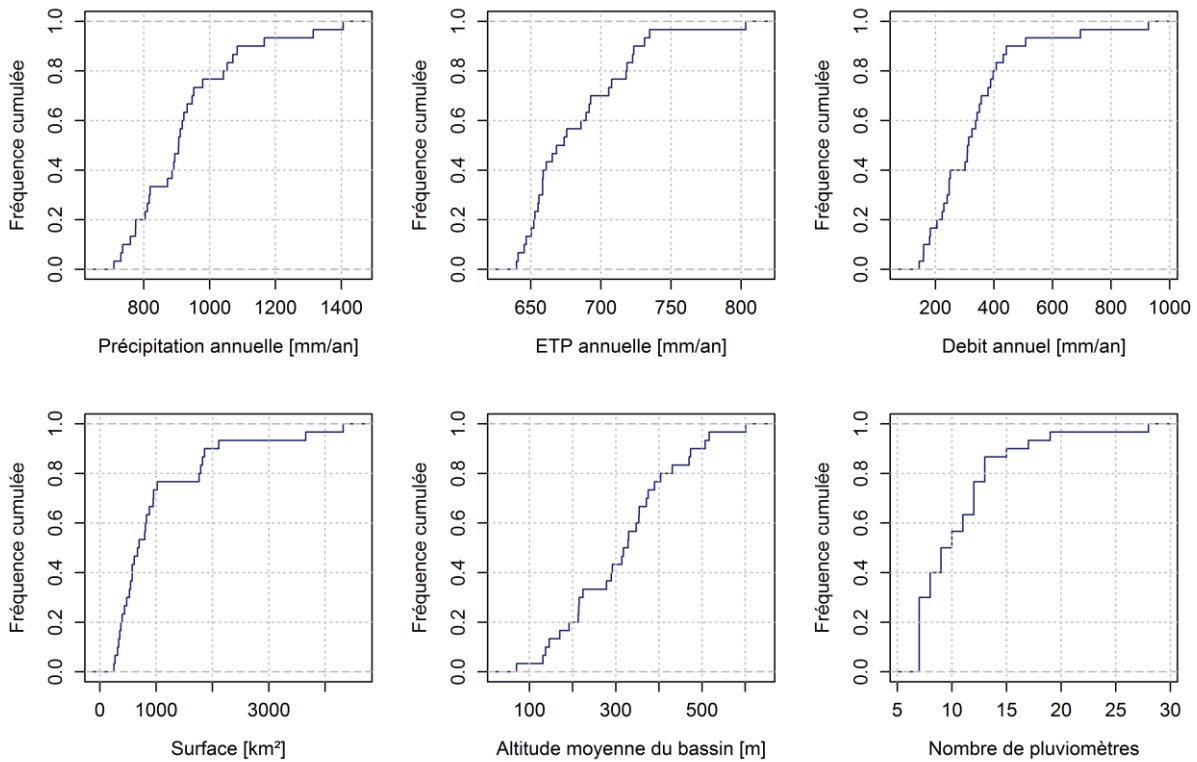 Fréquence cumulée
0.0 0.2 0.4 0.6 0.8 1.0
800 1000 1200 1400
Précipitation annuelle [mm/an]
Fréquence cumulée
0.0 0.2 0.4 0.6 0.8 1.0
650 700 750 800
ETP annuelle [mm/an]
Fréquence cumulée
0.0 0.2 0.4 0.6 0.8 1.0
200 400 600 800 1000
Debit annuel [mm/an]
Fréquence cumulée
0.0 0.2 0.4 0.6 0.8 1.0
0 1000 3000
Surface [km²]
Fréquence cumulée
0.0 0.2 0.4 0.6 0.8 1.0
100 300 500
Altitude moyenne du bassin [m]
Fréquence cumulée
0.0 0.2 0.4 0.6 0.8 1.0
5 10 15 20 25 30
Nombre de pluviomètres